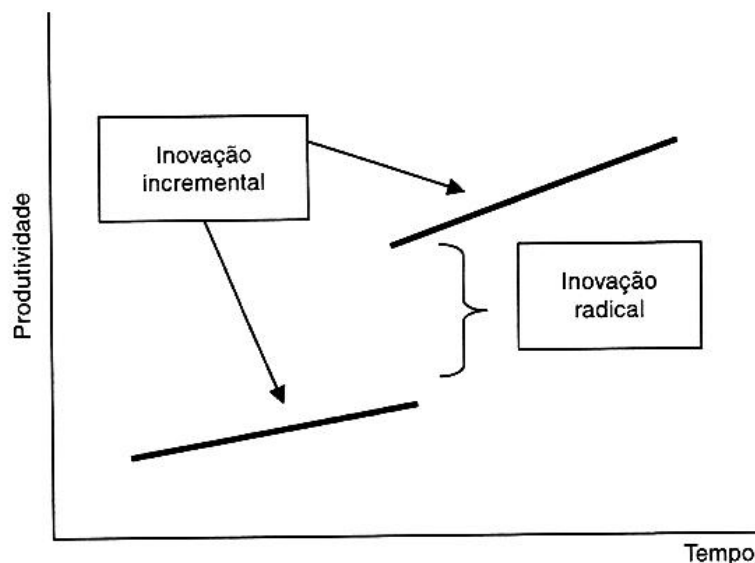 Inovação
incremental
Inovação
radical
Produtividade
Tempo